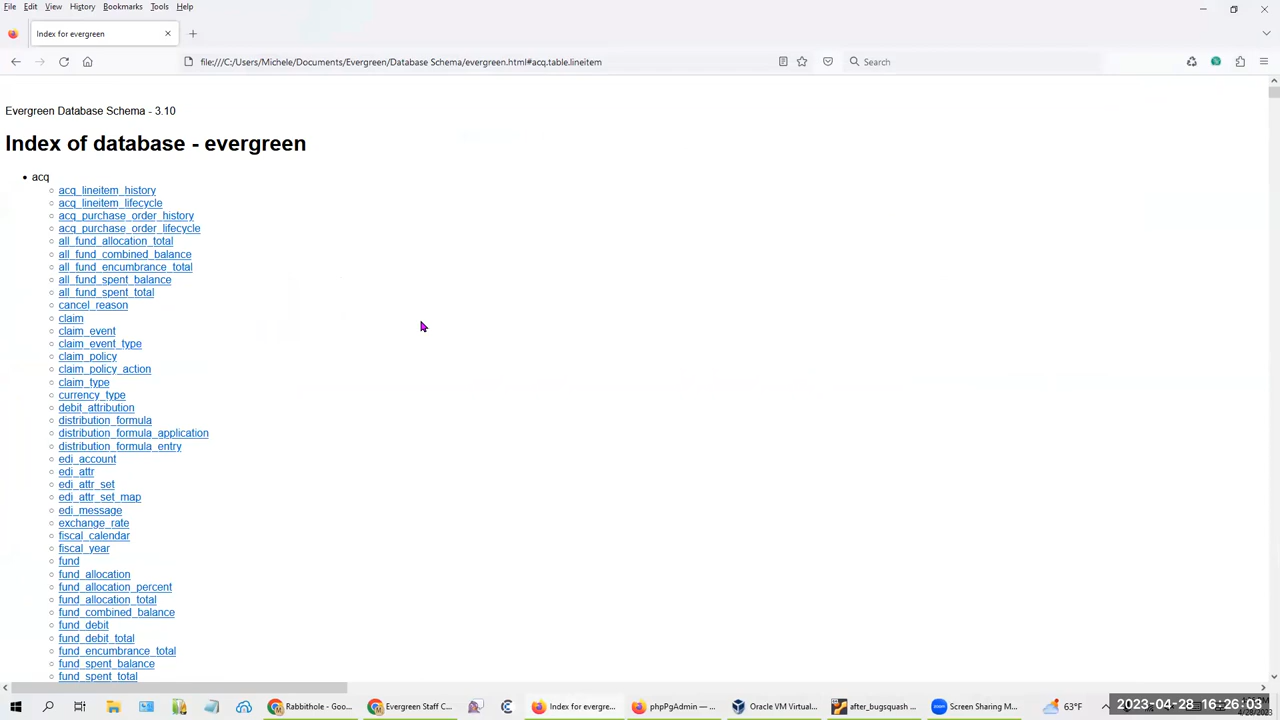 File Edit View History Bookmarks Tools Help
Index for evergreen
file:///C:/Users/Michele/Documents/Evergreen/Database Schema/evergreen.html#acq.table.lineitem
Search
Evergreen Database Schema - 3.10
Index of database - evergreen
acq
acq_lineitem_history
acq_lineitem_lifecycle
acq_purchase_order_history
acq_purchase_order_lifecycle
all_fund_allocation_total
all_fund_combined_balance
all_fund_encumbrance_total
all_fund_spent_balance
all_fund_spent_total
cancel_reason
claim
claim_event
claim_event_type
claim_policy
claim_policy_action
claim_type
currency_type
debit_attribution
distribution_formula
distribution_formula_application
distribution_formula_entry
edi_account
edi_attr
edi_attr_set
edi_attr_set_map
edi_message
exchange_rate
fiscal_calendar
fiscal_year
fund
fund_allocation
fund_allocation_percent
fund_allocation_total
fund_combined_balance
fund_debit
fund_debit_total
fund_encumbrance_total
fund_spent_balance
fund_spent_total
Rabbithole - Goo...
Evergreen Staff C...
Index for evergre...
phpPgAdmin — ...
Oracle VM Virtual...
after_bugsquash ...
Screen Sharing M...
63°F
2023-04-28 16:26:03